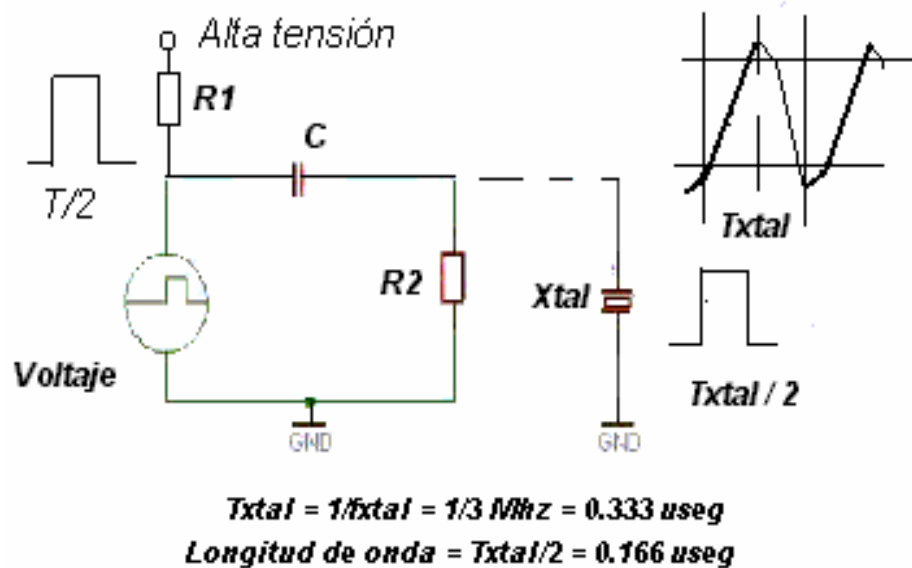 Alta tensión
R1
C
T/2
Txtal
R2
Xtal
Voltaje
Txtal / 2
GND
GND
Txtal = 1/fxtal = 1/3 Mhz = 0.333 useg
Longitud de onda = Txtal/2 = 0.166 useg